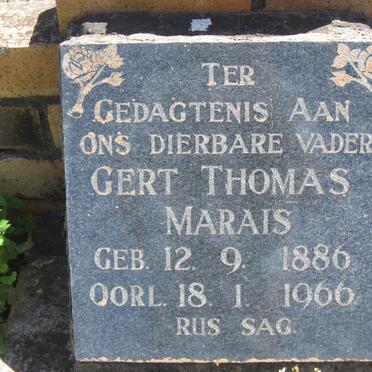 TER
GEDAGTENIS AAN
ONS DIERBARE VADER
GERT THOMAS
MARAIS
GEB. 12. 9. 1886
OORL. 18. 1. 1966
RUS SAG.